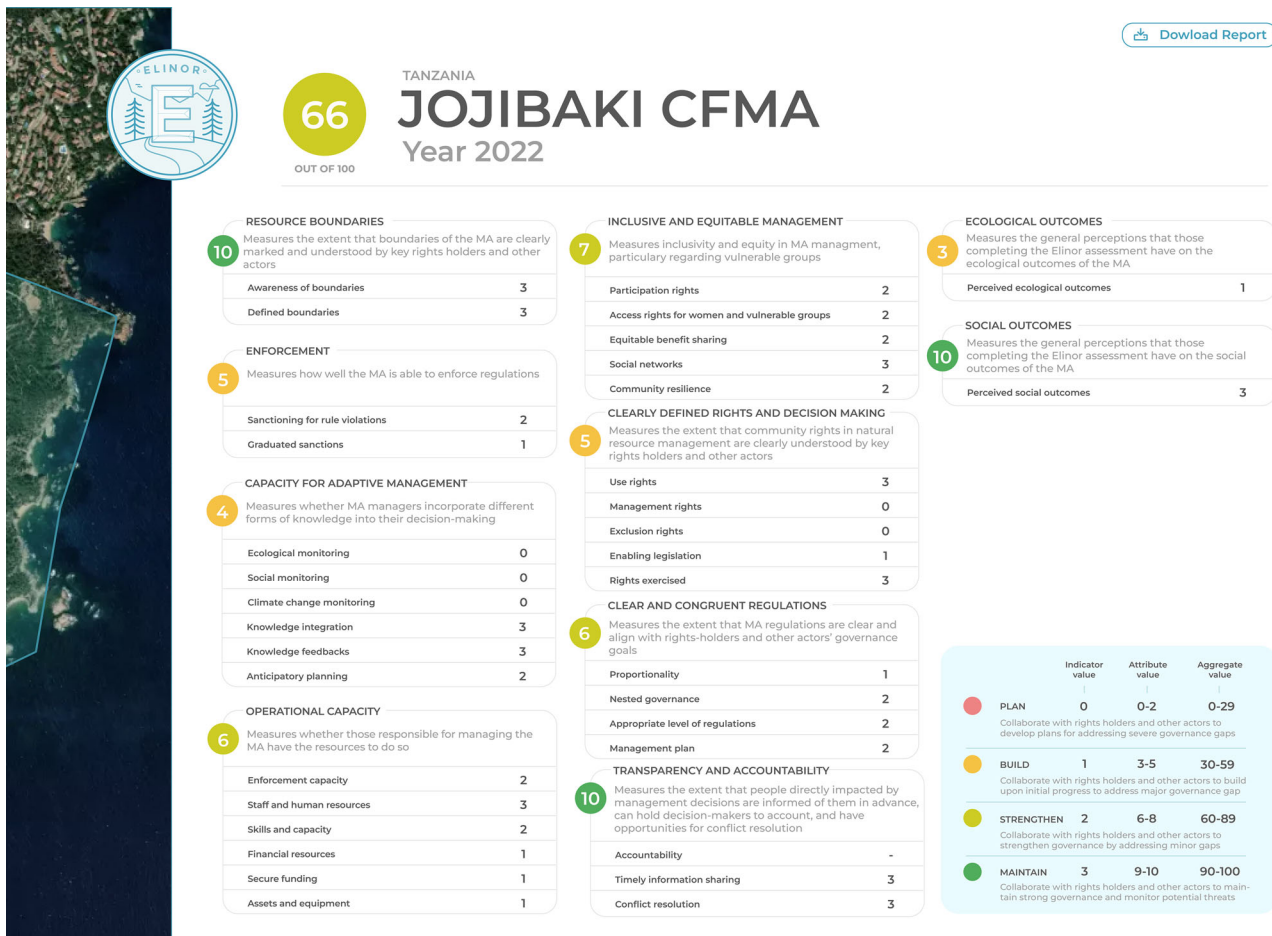 Dowload Report
ELINOR
E
66
OUT OF 100
TANZANIA
JOJIBAKI CFMA
Year 2022
RESOURCE BOUNDARIES
10
Measures the extent that boundaries of the MA are clearly
marked and understood by key rights holders and other
actors
Awareness of boundaries 3
Defined boundaries 3
ENFORCEMENT
5
Measures how well the MA is able to enforce regulations
Sanctioning for rule violations 2
Graduated sanctions 1
CAPACITY FOR ADAPTIVE MANAGEMENT
4
Measures whether MA managers incorporate different
forms of knowledge into their decision-making
Ecological monitoring 0
Social monitoring 0
Climate change monitoring 0
Knowledge integration 3
Knowledge feedbacks 3
Anticipatory planning 2
OPERATIONAL CAPACITY
6
Measures whether those responsible for managing the
MA have the resources to do so
Enforcement capacity 2
Staff and human resources 3
Skills and capacity 2
Financial resources 1
Secure funding 1
Assets and equipment 1
INCLUSIVE AND EQUITABLE MANAGEMENT
7
Measures inclusivity and equity in MA managment,
particulary regarding vulnerable groups
Participation rights 2
Access rights for women and vulnerable groups 2
Equitable benefit sharing 2
Social networks 3
Community resilience 2
CLEARLY DEFINED RIGHTS AND DECISION MAKING
5
Measures the extent that community rights in natural
resource management are clearly understood by key
rights holders and other actors
Use rights 3
Management rights 0
Exclusion rights 0
Enabling legislation 1
Rights exercised 3
CLEAR AND CONGRUENT REGULATIONS
6
Measures the extent that MA regulations are clear and
align with rights-holders and other actors' governance
goals
Proportionality 1
Nested governance 2
Appropriate level of regulations 2
Management plan 2
TRANSPARENCY AND ACCOUNTABILITY
10
Measures the extent that people directly impacted by
management decisions are informed of them in advance,
can hold decision-makers to account, and have
opportunities for conflict resolution
Accountability -
Timely information sharing 3
Conflict resolution 3
ECOLOGICAL OUTCOMES
3
Measures the general perceptions that those
completing the Elinor assessment have on the
ecological outcomes of the MA
Perceived ecological outcomes 1
SOCIAL OUTCOMES
10
Measures the general perceptions that those
completing the Elinor assessment have on the social
outcomes of the MA
Perceived social outcomes 3
Indicator Attribute Aggregate
value value value
PLAN 0 0-2 0-29
Collaborate with rights holders and other actors to
develop plans for addressing severe governance gaps
BUILD 1 3-5 30-59
Collaborate with rights holders and other actors to build
upon initial progress to address major governance gap
STRENGTHEN 2 6-8 60-89
Collaborate with rights holders and other actors to
strengthen governance by addressing minor gaps
MAINTAIN 3 9-10 90-100
Collaborate with rights holders and other actors to main-
tain strong governance and monitor potential threats